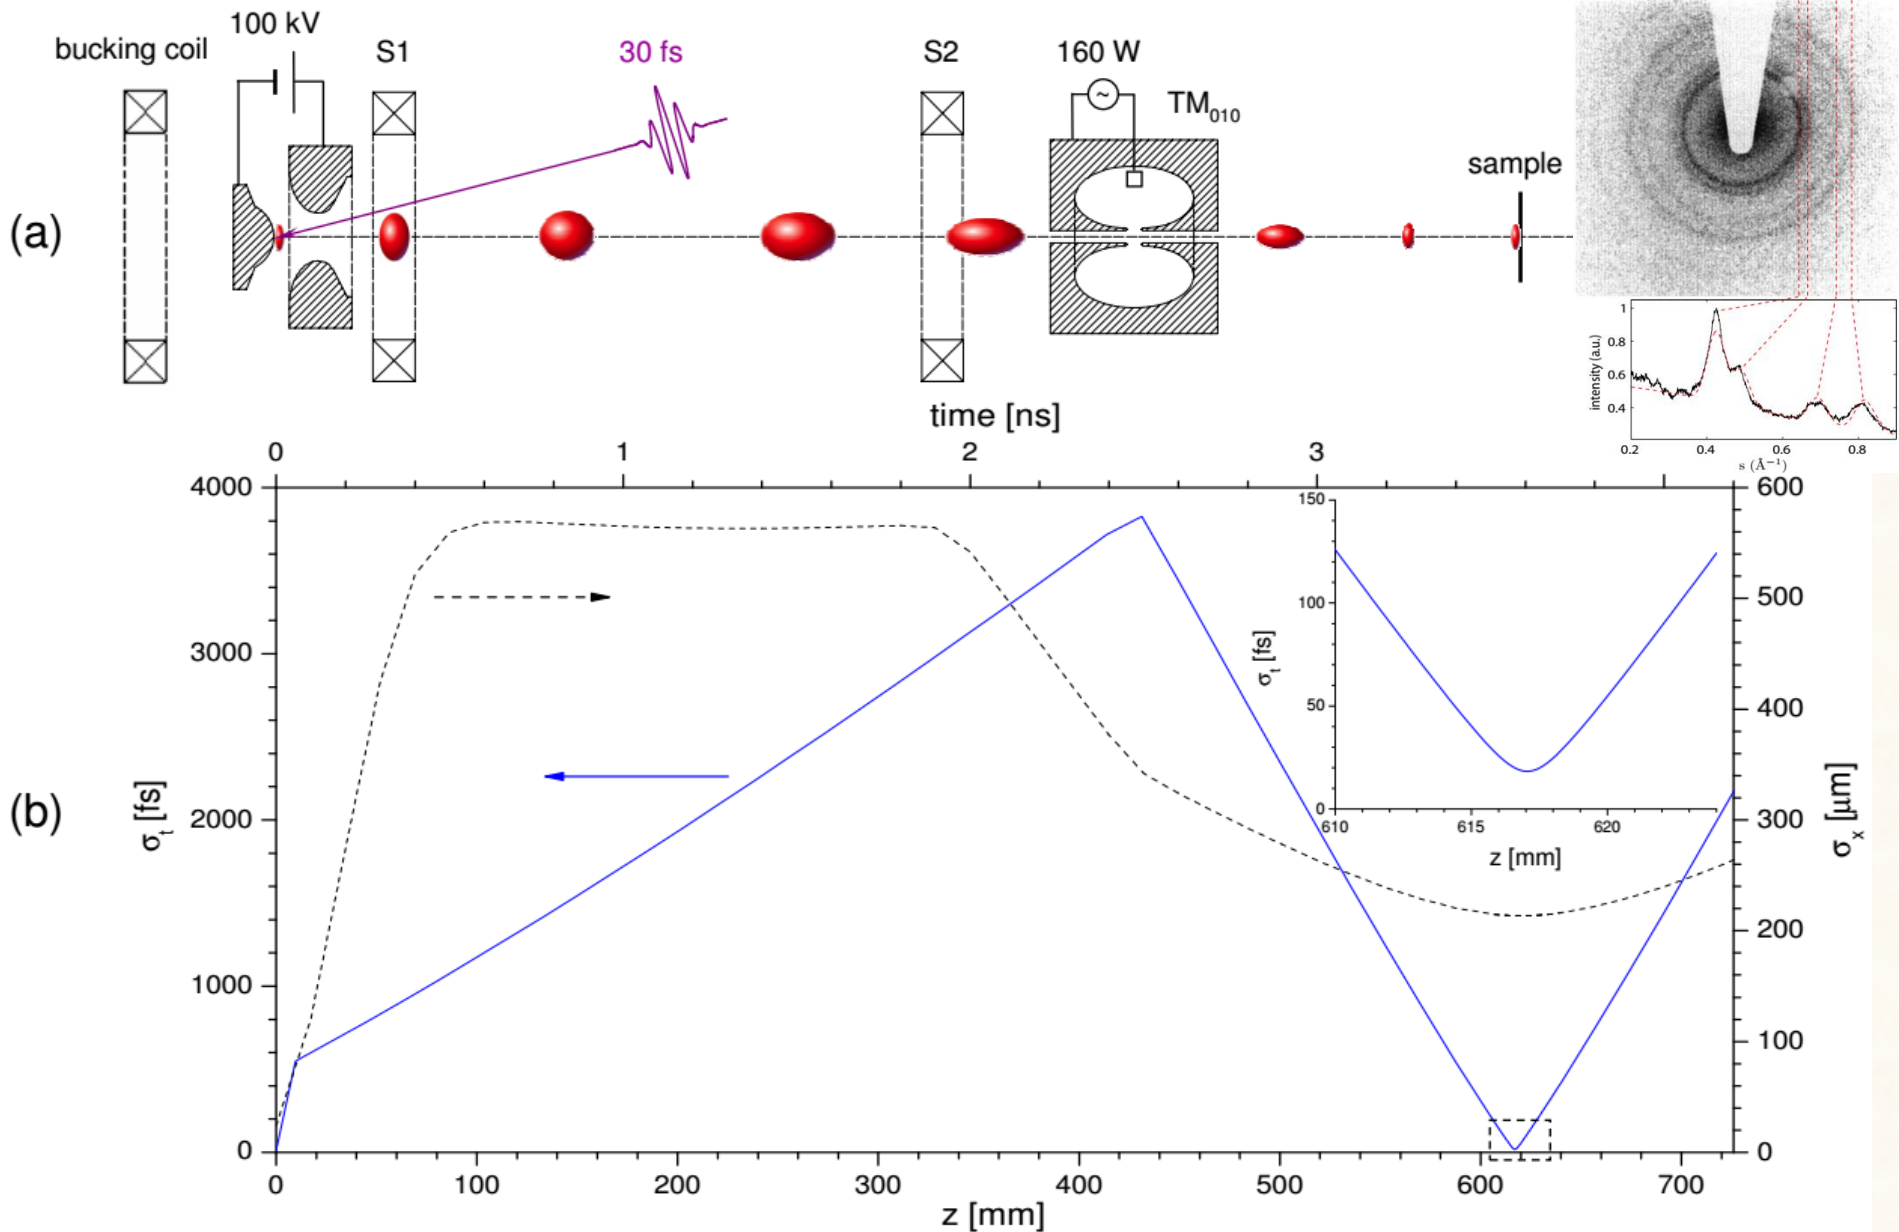 100 kV
bucking coil
S1
30 fs
S2
160 W
~
TM010
sample
(a)
1
0.8
0.6
0.4
intensity (a.u.)
0.2 0.4 0.6 0.8
s (Å⁻¹)
time [ns]
0 1 2 3
4000
3000
2000
1000
0
σt [fs]
(b)
600
500
400
300
200
100
0
σx [μm]
150
100
50
0
σt [fs]
610 615 620
z [mm]
0 100 200 300 400 500 600 700
z [mm]